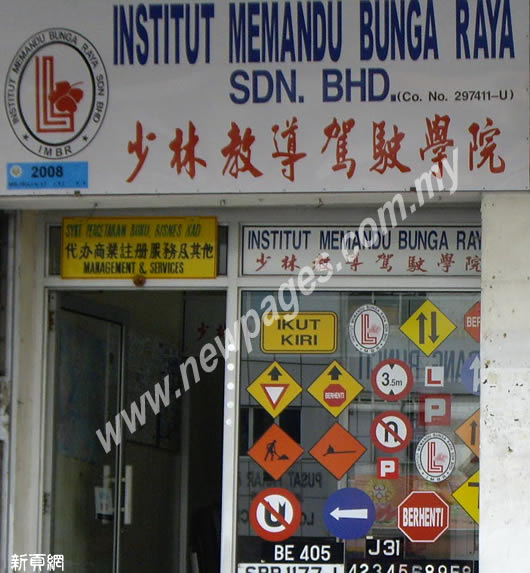 INSTITUT MEMANDU BUNGA RAYA
SDN. BHD.(Co. No. 297411-U)
少林教導駕駛學院
INSTITUT MEMANDU BUNGA RAYA SDN BHD
L
IMBR
2008
SYKT PERCETAKAN BUKU, BISNES KAD
代办商業註册服務及其他
MANAGEMENT & SERVICES
INSTITUT MEMANDU BUNGA RAYA
少林教導駕駛學院
www.newpages.com.my
IKUT
KIRI
L
BERHENTI
3.5m
L
P
P
L
BERHENTI
BE 405
J31
新頁網